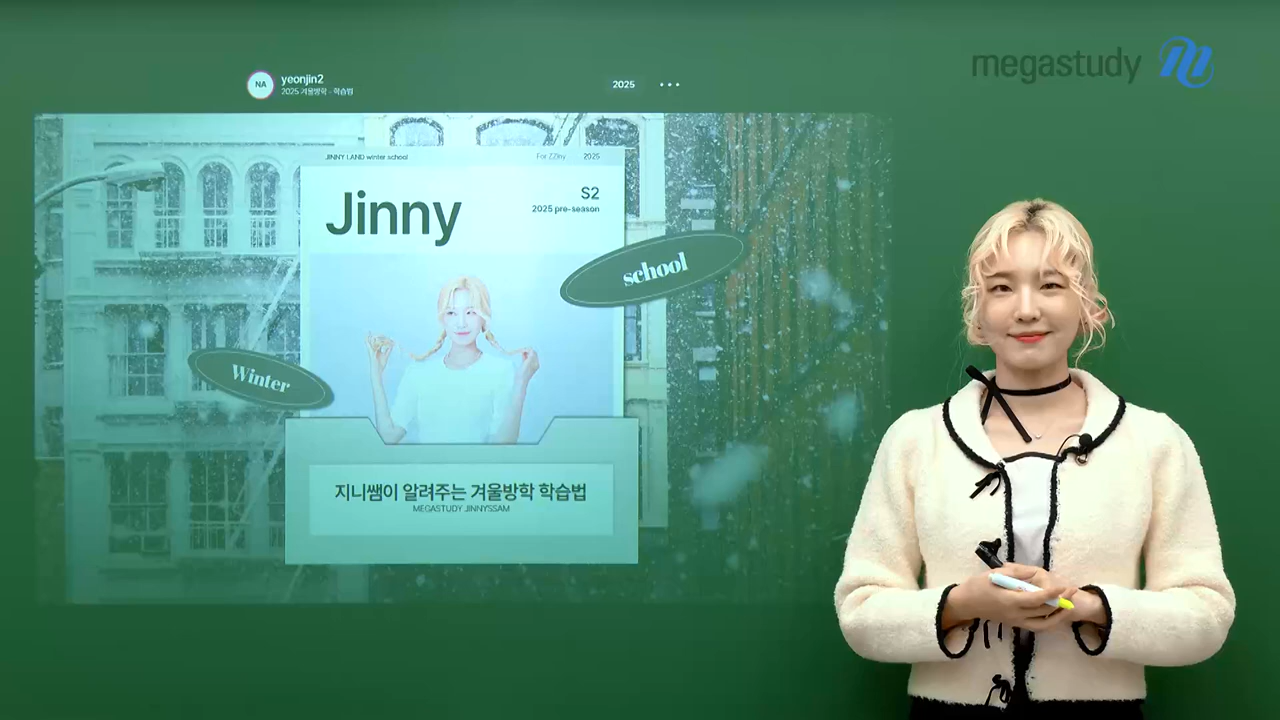 megastudy
NA
yeonjin2
2025 겨울방학 - 학습법
2025
JINNY LAND winter school
For ZZiny
2025
Jinny
S2
2025 pre-season
school
Winter
지니쌤이 알려주는 겨울방학 학습법
MEGASTUDY JINNYSSAM